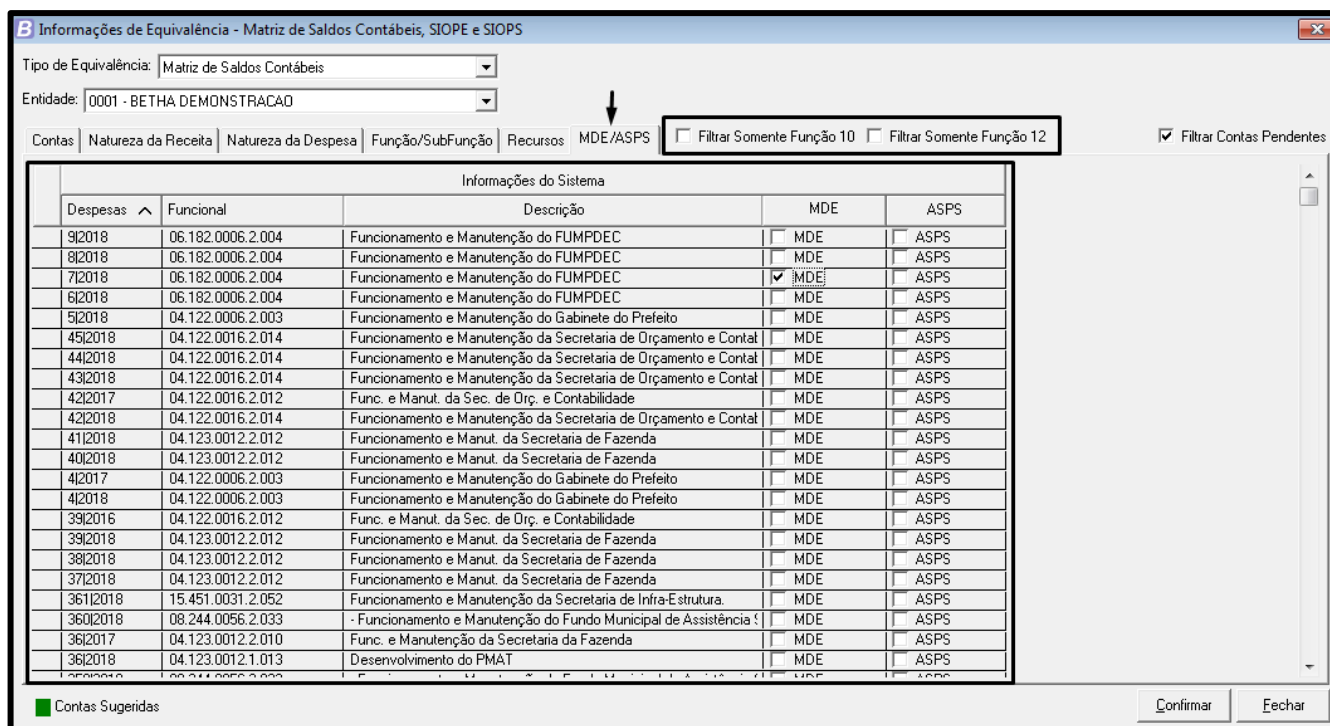 B Informações de Equivalência - Matriz de Saldos Contábeis, SIOPE e SIOPS
Tipo de Equivalência: Matriz de Saldos Contábeis
Entidade: 0001 - BETHA DEMONSTRACAO
Contas Natureza da Receita Natureza da Despesa Função/SubFunção Recursos MDE/ASPS Filtrar Somente Função 10 Filtrar Somente Função 12 Filtrar Contas Pendentes
Informações do Sistema
Despesas Funcional Descrição MDE ASPS
9|2018 06.182.0006.2.004 Funcionamento e Manutenção do FUMPDEC MDE ASPS
8|2018 06.182.0006.2.004 Funcionamento e Manutenção do FUMPDEC MDE ASPS
7|2018 06.182.0006.2.004 Funcionamento e Manutenção do FUMPDEC MDE ASPS
6|2018 06.182.0006.2.004 Funcionamento e Manutenção do FUMPDEC MDE ASPS
5|2018 04.122.0006.2.003 Funcionamento e Manutenção do Gabinete do Prefeito MDE ASPS
45|2018 04.122.0016.2.014 Funcionamento e Manutenção da Secretaria de Orçamento e Contat MDE ASPS
44|2018 04.122.0016.2.014 Funcionamento e Manutenção da Secretaria de Orçamento e Contat MDE ASPS
43|2018 04.122.0016.2.014 Funcionamento e Manutenção da Secretaria de Orçamento e Contat MDE ASPS
42|2017 04.122.0016.2.012 Func. e Manut. da Sec. de Orç. e Contabilidade MDE ASPS
42|2018 04.122.0016.2.014 Funcionamento e Manutenção da Secretaria de Orçamento e Contat MDE ASPS
41|2018 04.123.0012.2.012 Funcionamento e Manut. da Secretaria de Fazenda MDE ASPS
40|2018 04.123.0012.2.012 Funcionamento e Manut. da Secretaria de Fazenda MDE ASPS
4|2017 04.122.0006.2.003 Funcionamento e Manutenção do Gabinete do Prefeito MDE ASPS
4|2018 04.122.0006.2.003 Funcionamento e Manutenção do Gabinete do Prefeito MDE ASPS
39|2016 04.122.0016.2.012 Func. e Manut. da Sec. de Orç. e Contabilidade MDE ASPS
39|2018 04.123.0012.2.012 Funcionamento e Manut. da Secretaria de Fazenda MDE ASPS
38|2018 04.123.0012.2.012 Funcionamento e Manut. da Secretaria de Fazenda MDE ASPS
37|2018 04.123.0012.2.012 Funcionamento e Manut. da Secretaria de Fazenda MDE ASPS
361|2018 15.451.0031.2.052 Funcionamento e Manutenção da Secretaria de Infra-Estrutura. MDE ASPS
360|2018 08.244.0056.2.033 - Funcionamento e Manutenção do Fundo Municipal de Assistência MDE ASPS
36|2017 04.123.0012.2.010 Func. e Manutenção da Secretaria da Fazenda MDE ASPS
36|2018 04.123.0012.1.013 Desenvolvimento do PMAT MDE ASPS
Contas Sugeridas Confirmar Fechar